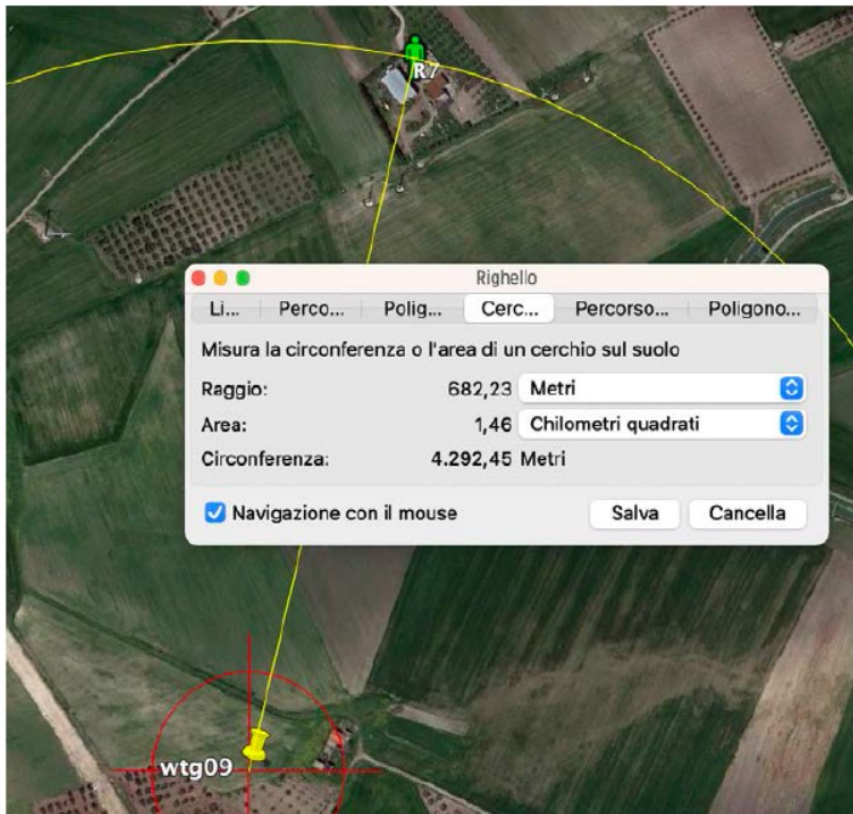 R7
Righello
Li... Perco... Polig... Cerc... Percorso... Poligono...
Misura la circonferenza o l'area di un cerchio sul suolo
Raggio: 682,23 Metri
Area: 1,46 Chilometri quadrati
Circonferenza: 4.292,45 Metri
Navigazione con il mouse Salva Cancella
wtg09